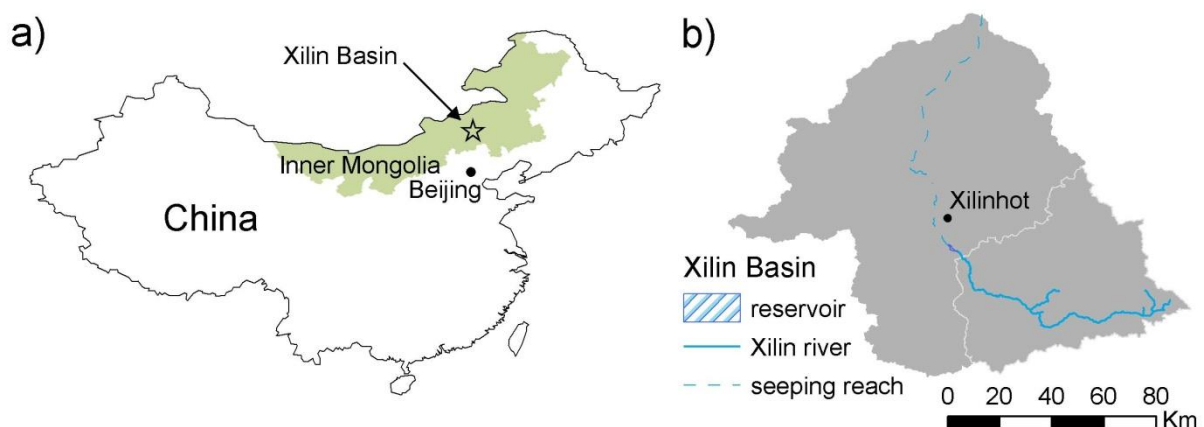 a)
Xilin Basin
Inner Mongolia
Beijing
China
b)
Xilinhot
Xilin Basin
reservoir
Xilin river
seeping reach
0 20 40 60 80
Km